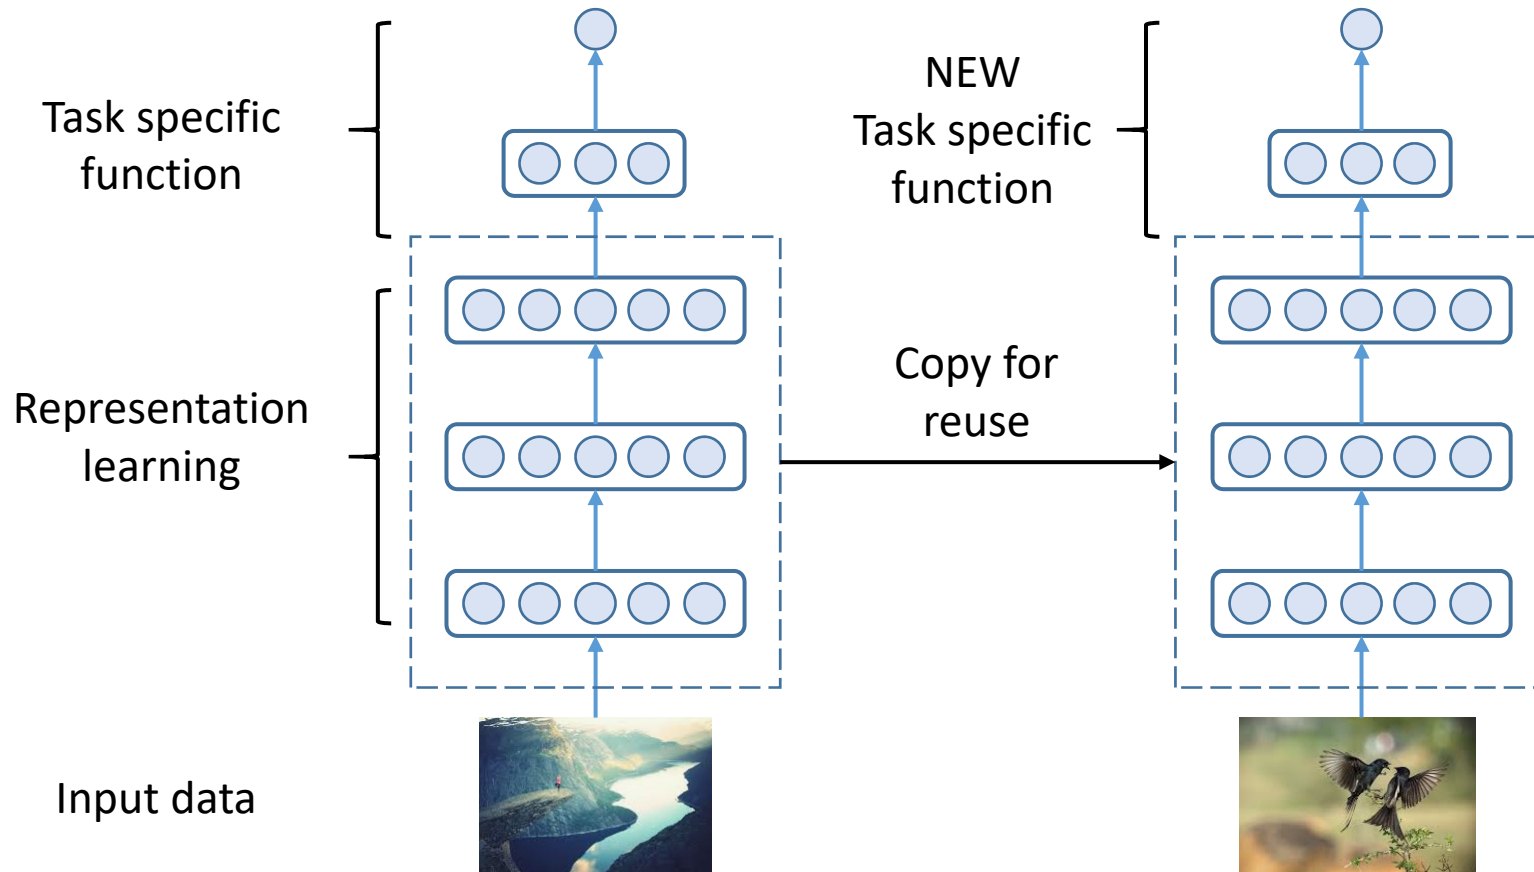 Task specific
function
NEW
Task specific
function
Representation
learning
Copy for
reuse
Input data